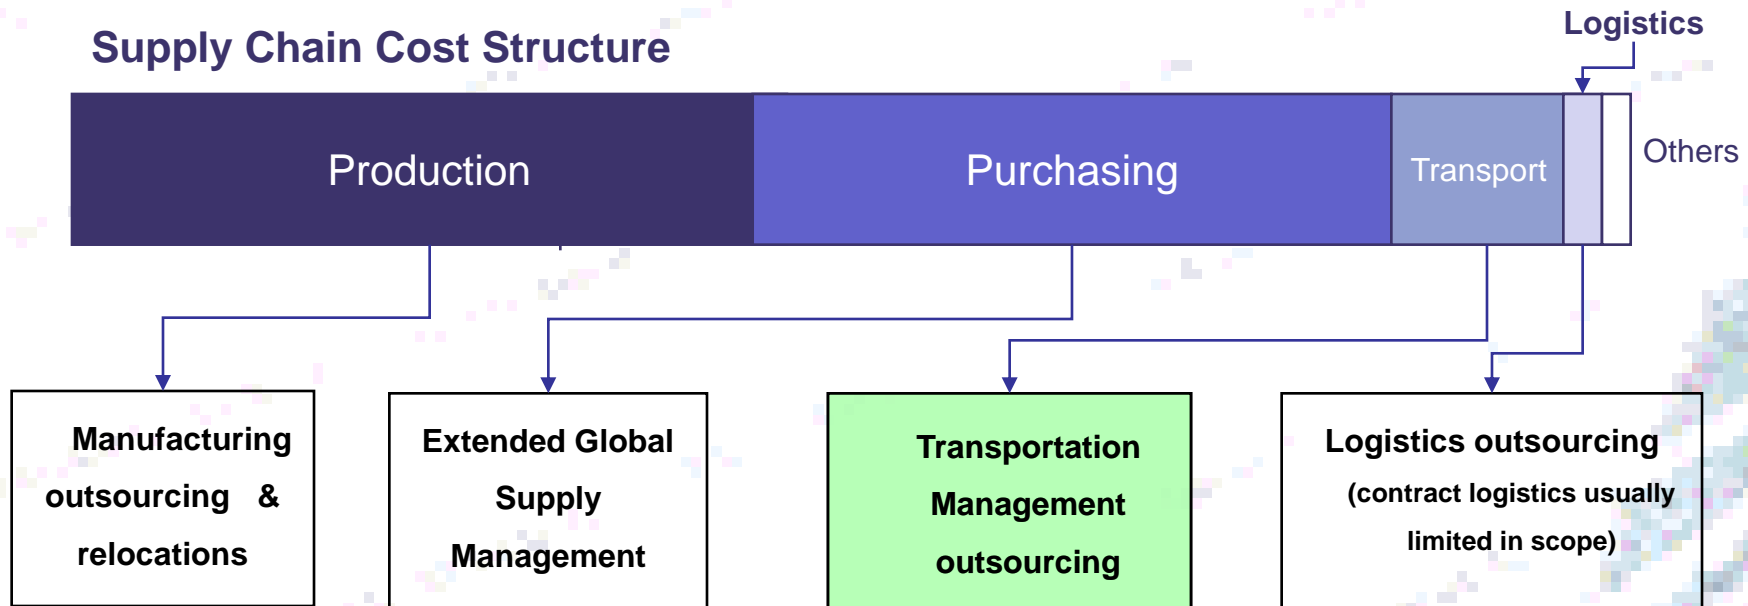 Logistics
Supply Chain Cost Structure
Production
Purchasing
Transport
Others
Manufacturing
outsourcing &
relocations
Extended Global
Supply
Management
Transportation
Management
outsourcing
Logistics outsourcing
(contract logistics usually
limited in scope)